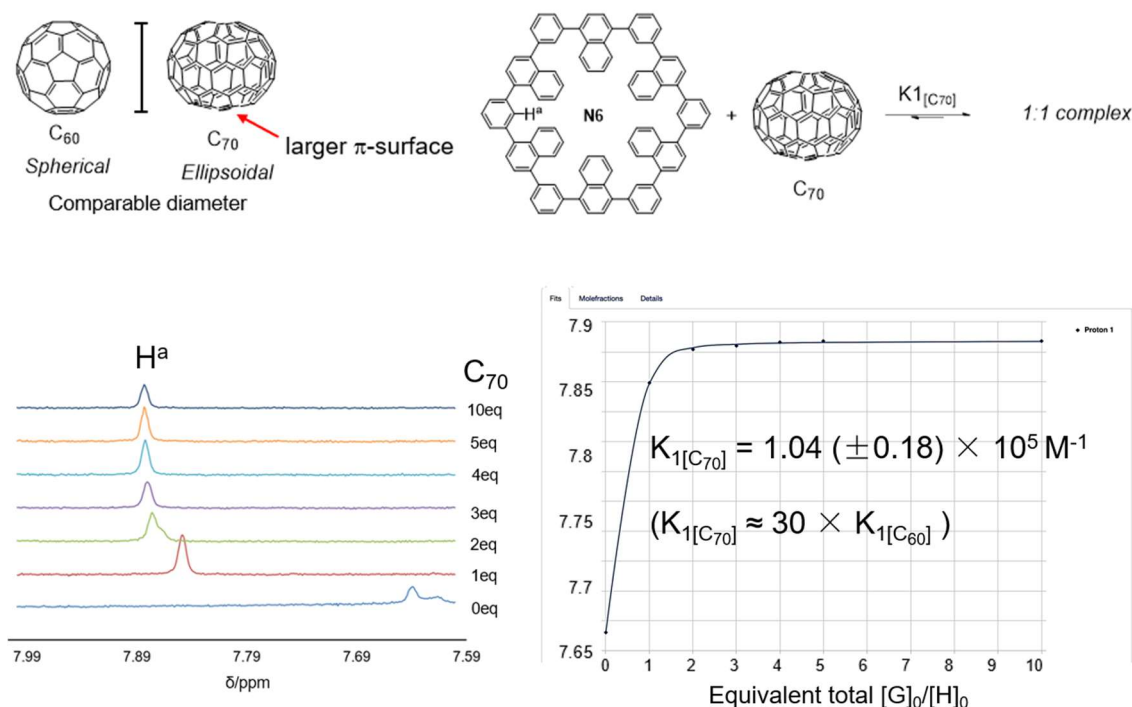 C60
Spherical
C70
Ellipsoidal
larger π-surface
Comparable diameter
Hª
N6
+
C70
K1[C70]
1:1 complex
Hª
C70
10eq
5eq
4eq
3eq
2eq
1eq
0eq
7.99 7.89 7.79 7.69 7.59
δ/ppm
Fits Molefractions Details
Proton 1
7.9
7.85
7.8
7.75
7.7
7.65
K1[C70] = 1.04 (±0.18) × 10⁵ M⁻¹
(K1[C70] ≈ 30 × K1[C60] )
0 1 2 3 4 5 6 7 8 9 10
Equivalent total [G]0/[H]0